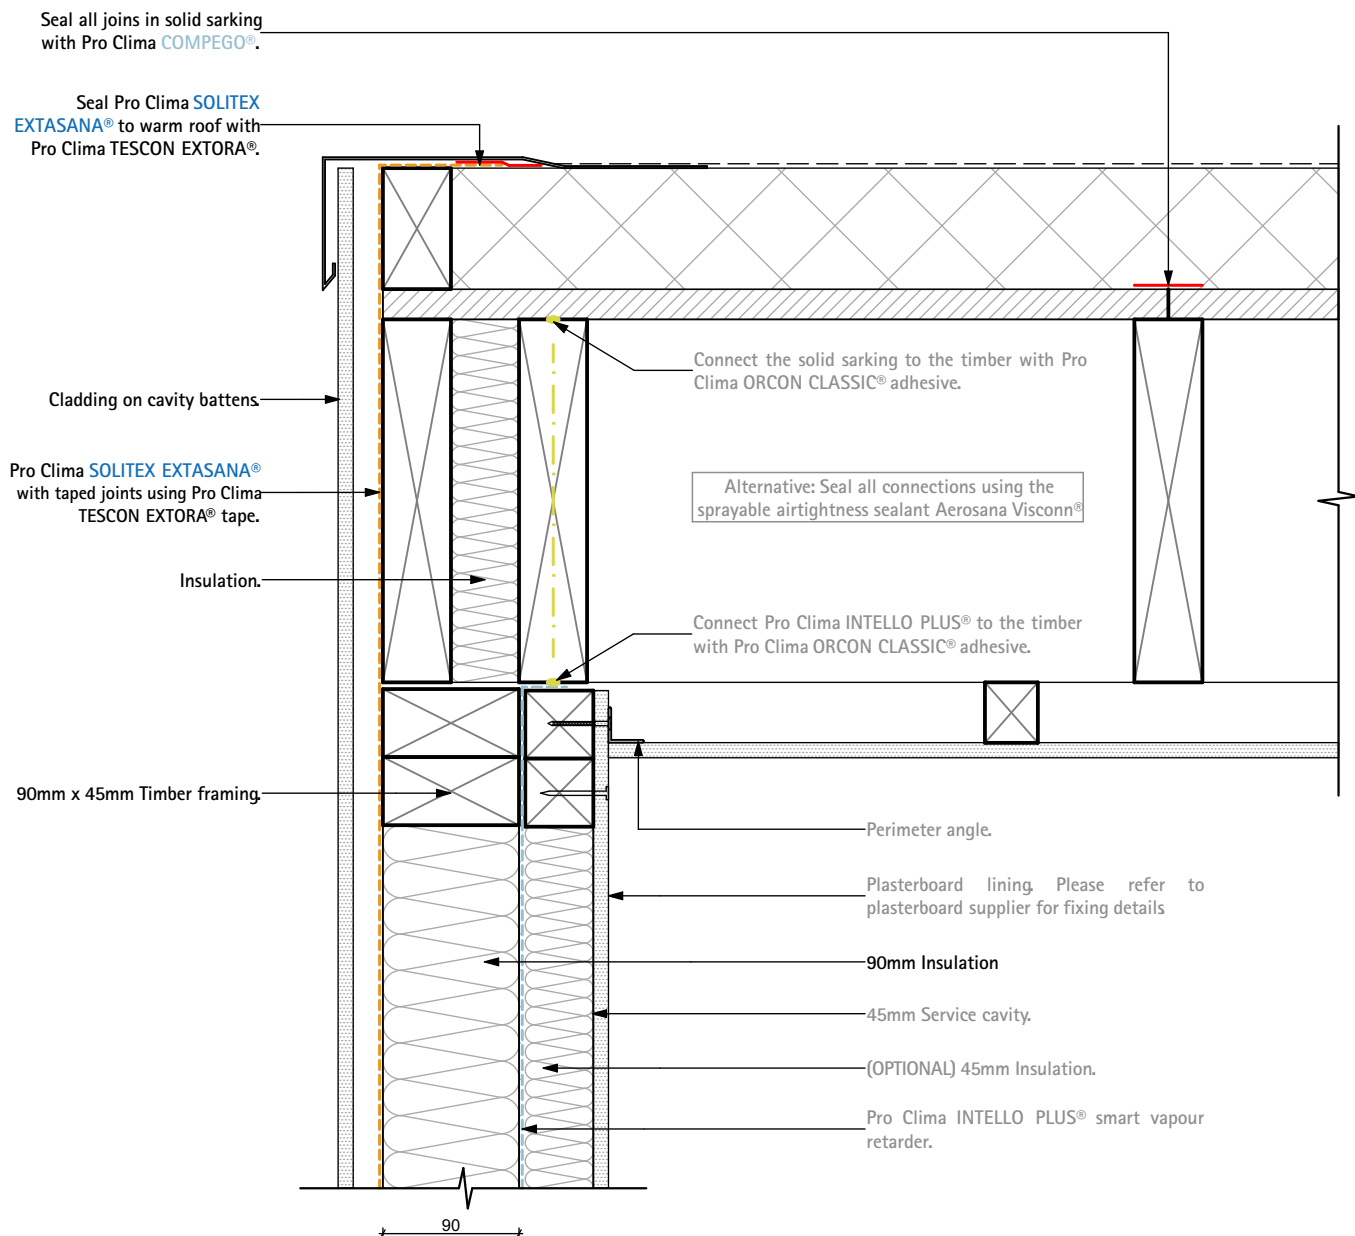 Seal all joins in solid sarking
with Pro Clima COMPEGO®.
Seal Pro Clima SOLITEX
EXTASANA® to warm roof with
Pro Clima TESCON EXTORA®.
Cladding on cavity battens.
Pro Clima SOLITEX EXTASANA®
with taped joints using Pro Clima
TESCON EXTORA® tape.
Insulation.
90mm x 45mm Timber framing.
Connect the solid sarking to the timber with Pro
Clima ORCON CLASSIC® adhesive.
Alternative: Seal all connections using the
sprayable airtightness sealant Aerosana Visconn®
Connect Pro Clima INTELLO PLUS® to the timber
with Pro Clima ORCON CLASSIC® adhesive.
Perimeter angle.
Plasterboard lining. Please refer to
plasterboard supplier for fixing details
90mm Insulation
45mm Service cavity.
(OPTIONAL) 45mm Insulation.
Pro Clima INTELLO PLUS® smart vapour
retarder.
90